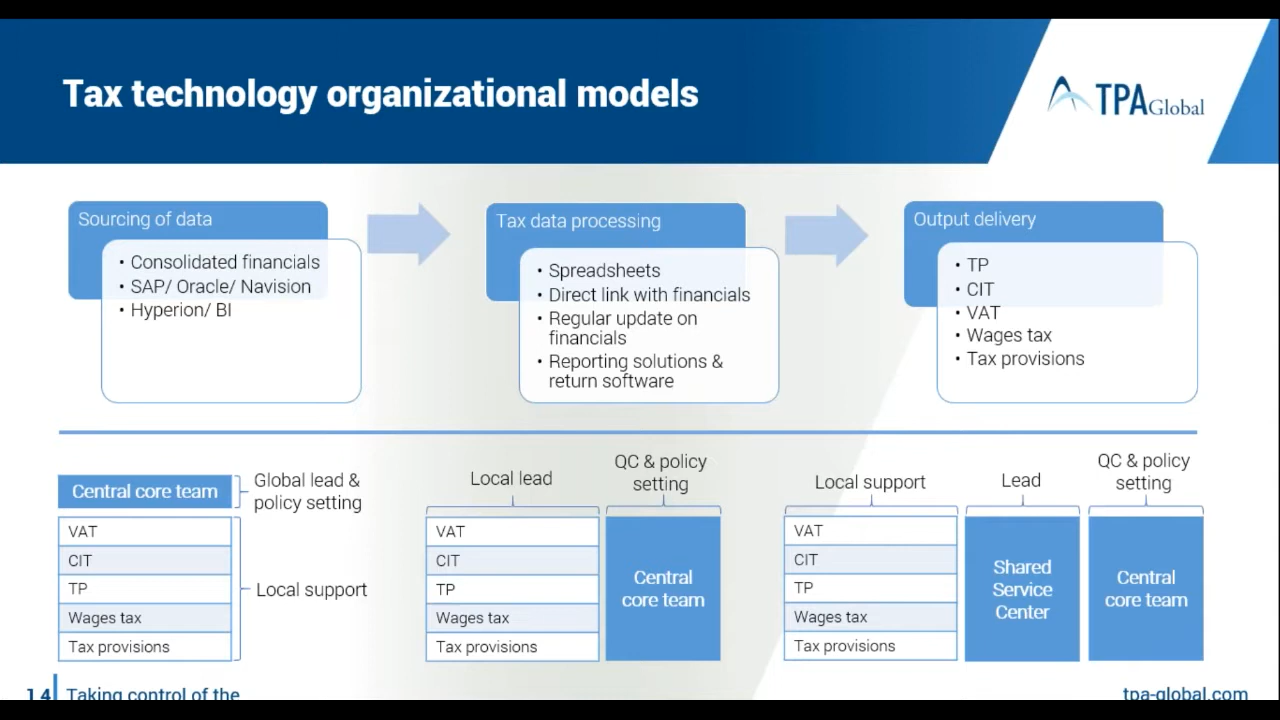 Tax technology organizational models
TPA Global
Sourcing of data
• Consolidated financials
• SAP/ Oracle/ Navision
• Hyperion/ BI
Tax data processing
• Spreadsheets
• Direct link with financials
• Regular update on
financials
• Reporting solutions &
return software
Output delivery
• TP
• CIT
• VAT
• Wages tax
• Tax provisions
Central core team
Global lead &
policy setting
VAT
CIT
TP
Wages tax
Tax provisions
Local support
Local lead
QC & policy
setting
VAT
CIT
TP
Wages tax
Tax provisions
Central
core team
Local support
Lead
QC & policy
setting
VAT
CIT
TP
Wages tax
Tax provisions
Shared
Service
Center
Central
core team
14
Taking control of the
tpa-global.com